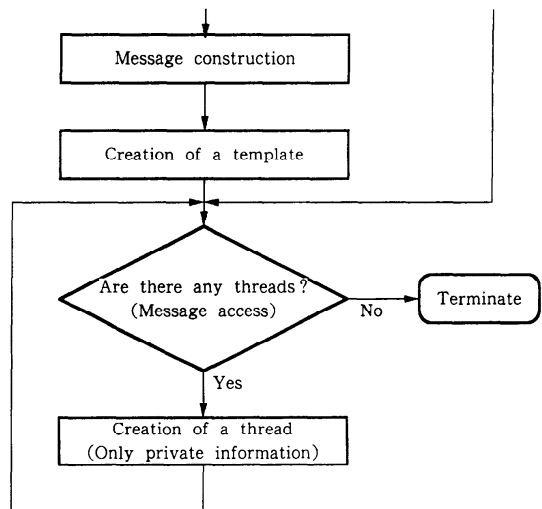 Message construction
Creation of a template
Are there any threads?
(Message access)
No
Terminate
Yes
Creation of a thread
(Only private information)